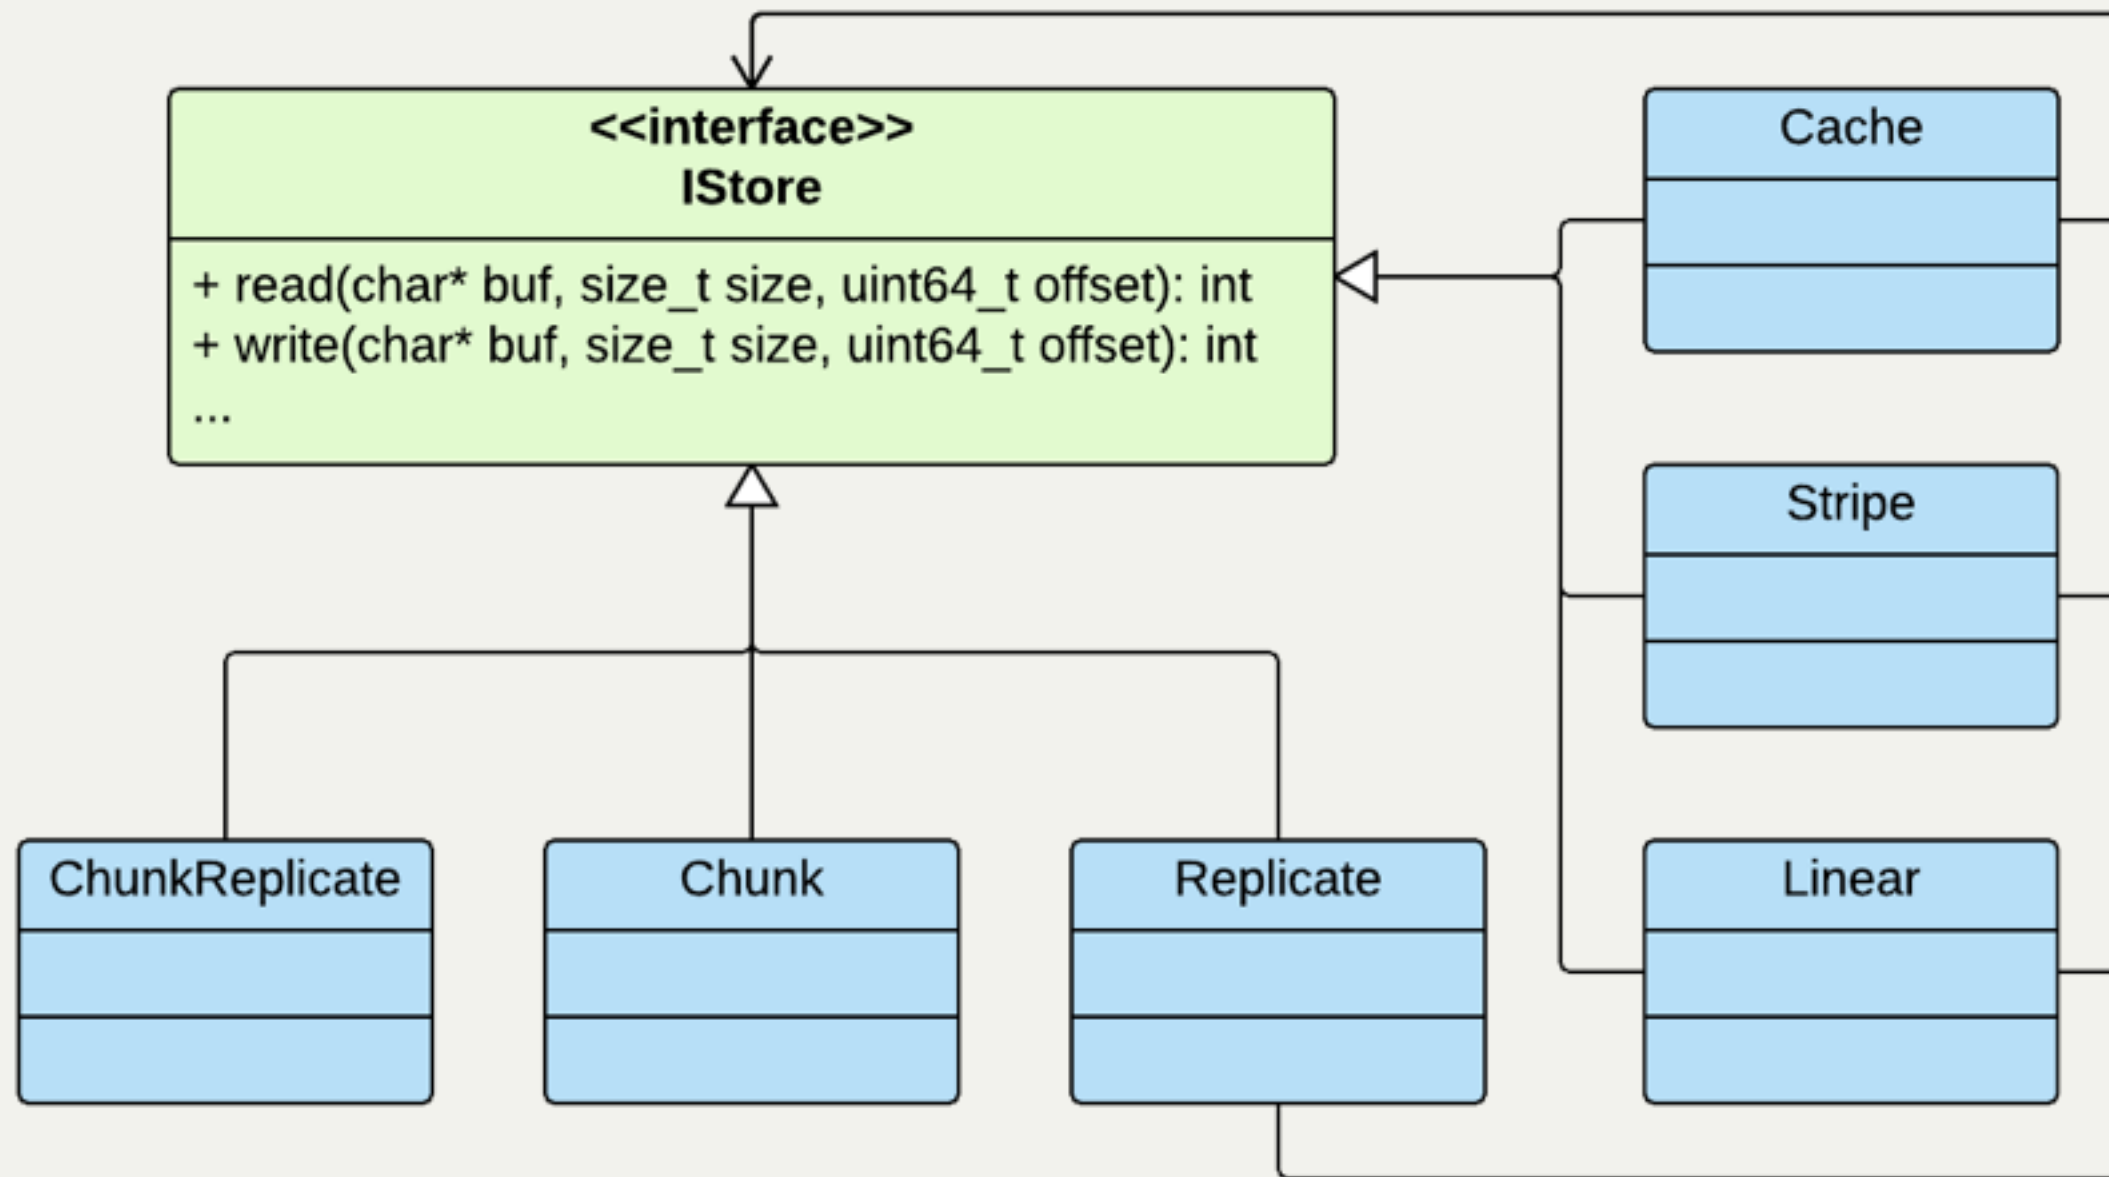 <<interface>>
IStore
+ read(char* buf, size_t size, uint64_t offset): int
+ write(char* buf, size_t size, uint64_t offset): int
...
Cache
Stripe
ChunkReplicate
Chunk
Replicate
Linear